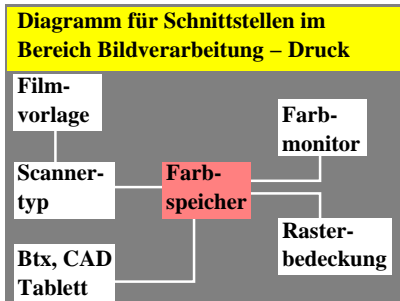 Diagramm für Schnittstellen im
Bereich Bildverarbeitung – Druck
Film-
vorlage
Farb-
monitor
Scanner-
typ
Farb-
speicher
Raster-
bedeckung
Btx, CAD
Tablett